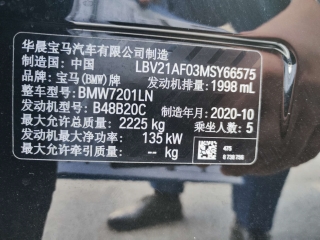 华晨宝马汽车有限公司制造
制造国: 中国 LBV21AF03MSY66575
品牌: 宝马(BMW)牌 发动机排量: 1998 mL
整车型号: BMW7201LN
发动机型号: B48B20C 制造年月: 2020-10
最大允许总质量: 2225 kg 乘坐人数: 5
发动机最大净功率: 135 kW
最大允许牵引质量: -- kg
475